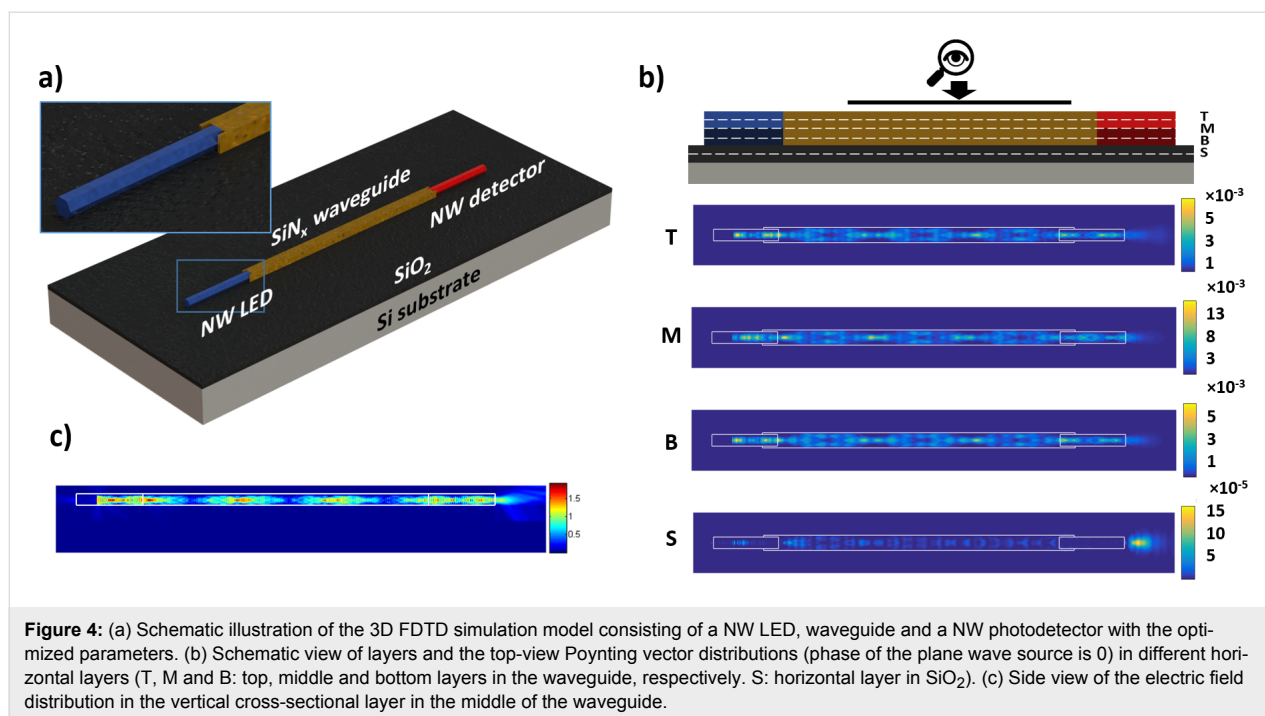 a)
SiNₓ waveguide
NW detector
NW LED
SiO₂
Si substrate
b)
T
M
B
S
×10⁻³
T
5
3
1
×10⁻³
M
13
8
3
×10⁻³
B
5
3
1
×10⁻⁵
S
15
10
5
c)
1.5
1
0.5
Figure 4: (a) Schematic illustration of the 3D FDTD simulation model consisting of a NW LED, waveguide and a NW photodetector with the opti-
mized parameters. (b) Schematic view of layers and the top-view Poynting vector distributions (phase of the plane wave source is 0) in different hori-
zontal layers (T, M and B: top, middle and bottom layers in the waveguide, respectively. S: horizontal layer in SiO₂). (c) Side view of the electric field
distribution in the vertical cross-sectional layer in the middle of the waveguide.